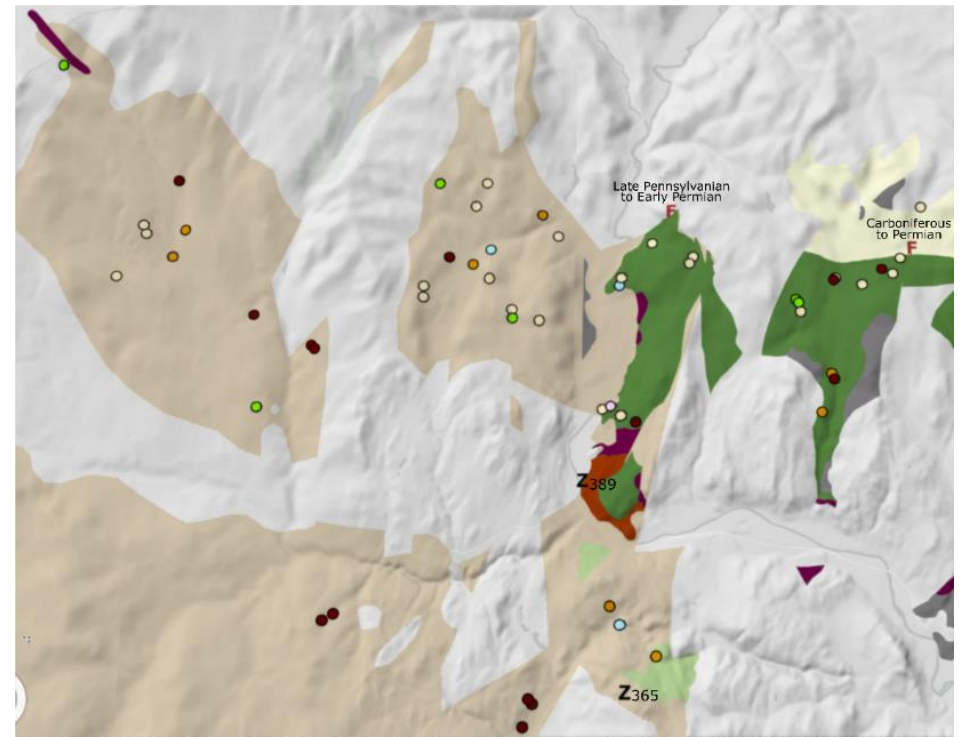 Late Pennsylvanian
to Early Permian
F
Carboniferous
to Permian
F
Z389
Z365